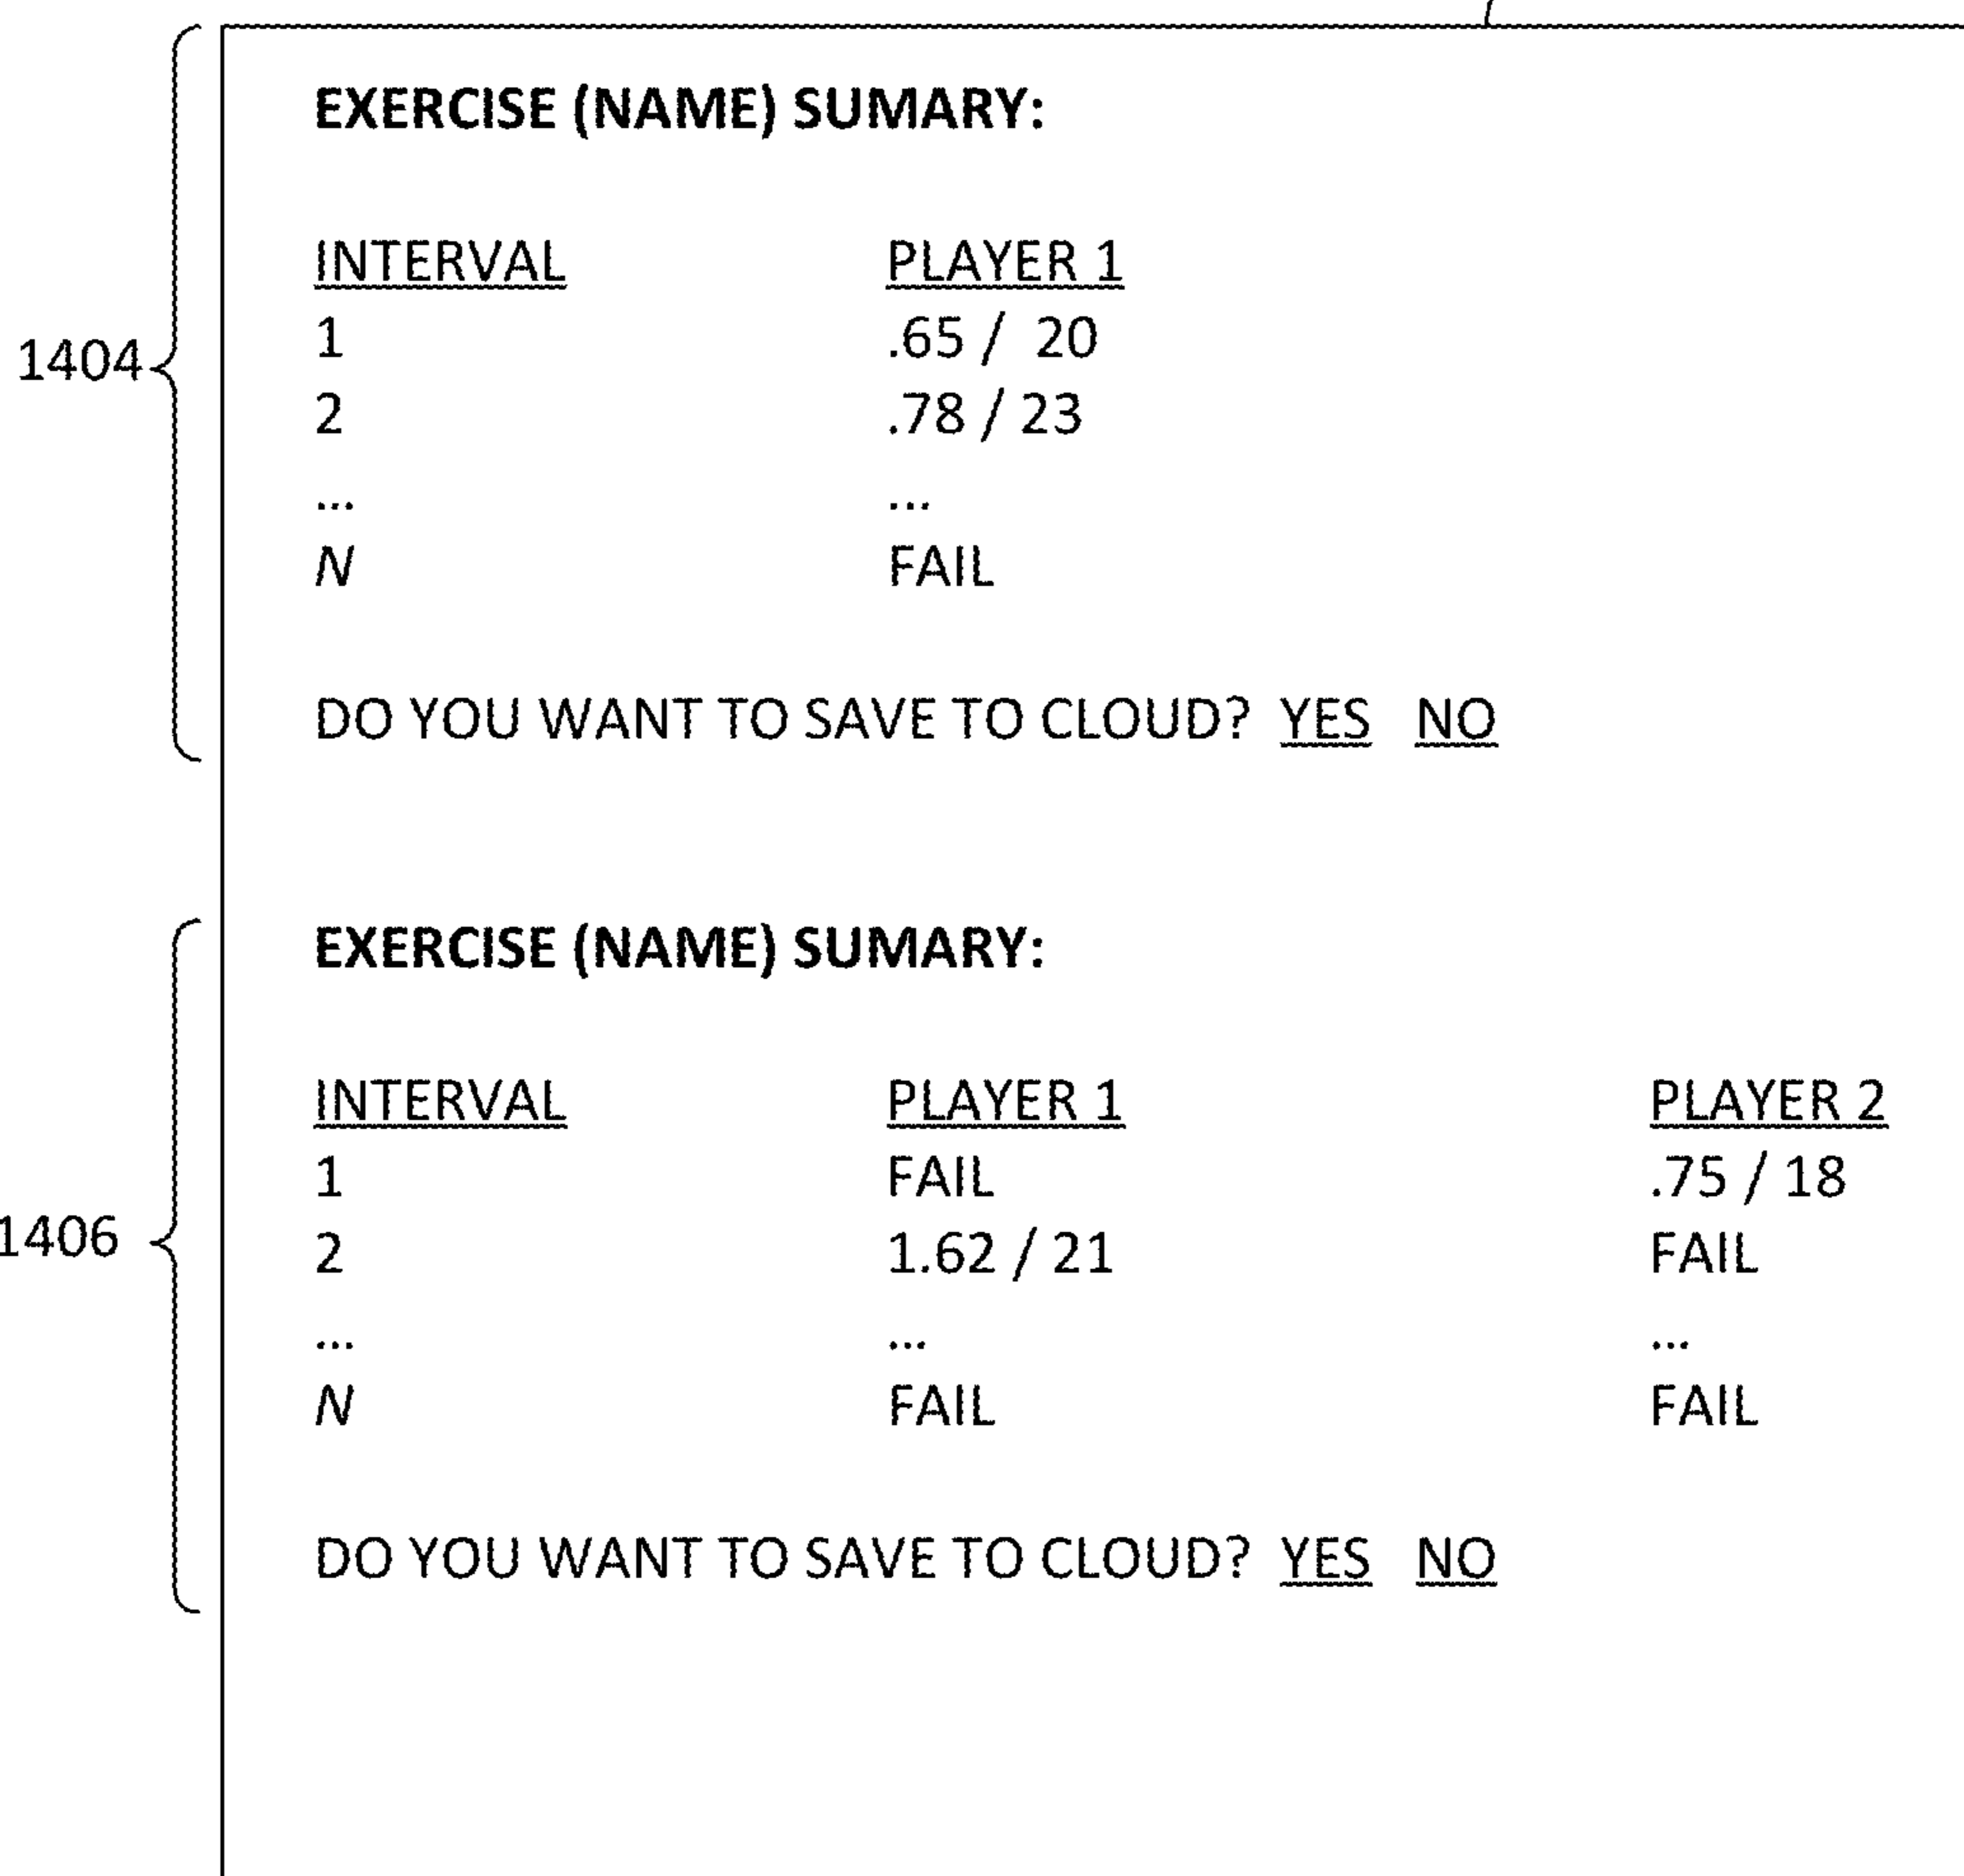 EXERCISE (NAME) SUMARY:
INTERVAL PLAYER 1
1 .65 / 20
2 .78 / 23
... ...
N FAIL
DO YOU WANT TO SAVE TO CLOUD? YES NO
1404
EXERCISE (NAME) SUMARY:
INTERVAL PLAYER 1 PLAYER 2
1 FAIL .75 / 18
2 1.62 / 21 FAIL
... ... ...
N FAIL FAIL
DO YOU WANT TO SAVE TO CLOUD? YES NO
1406